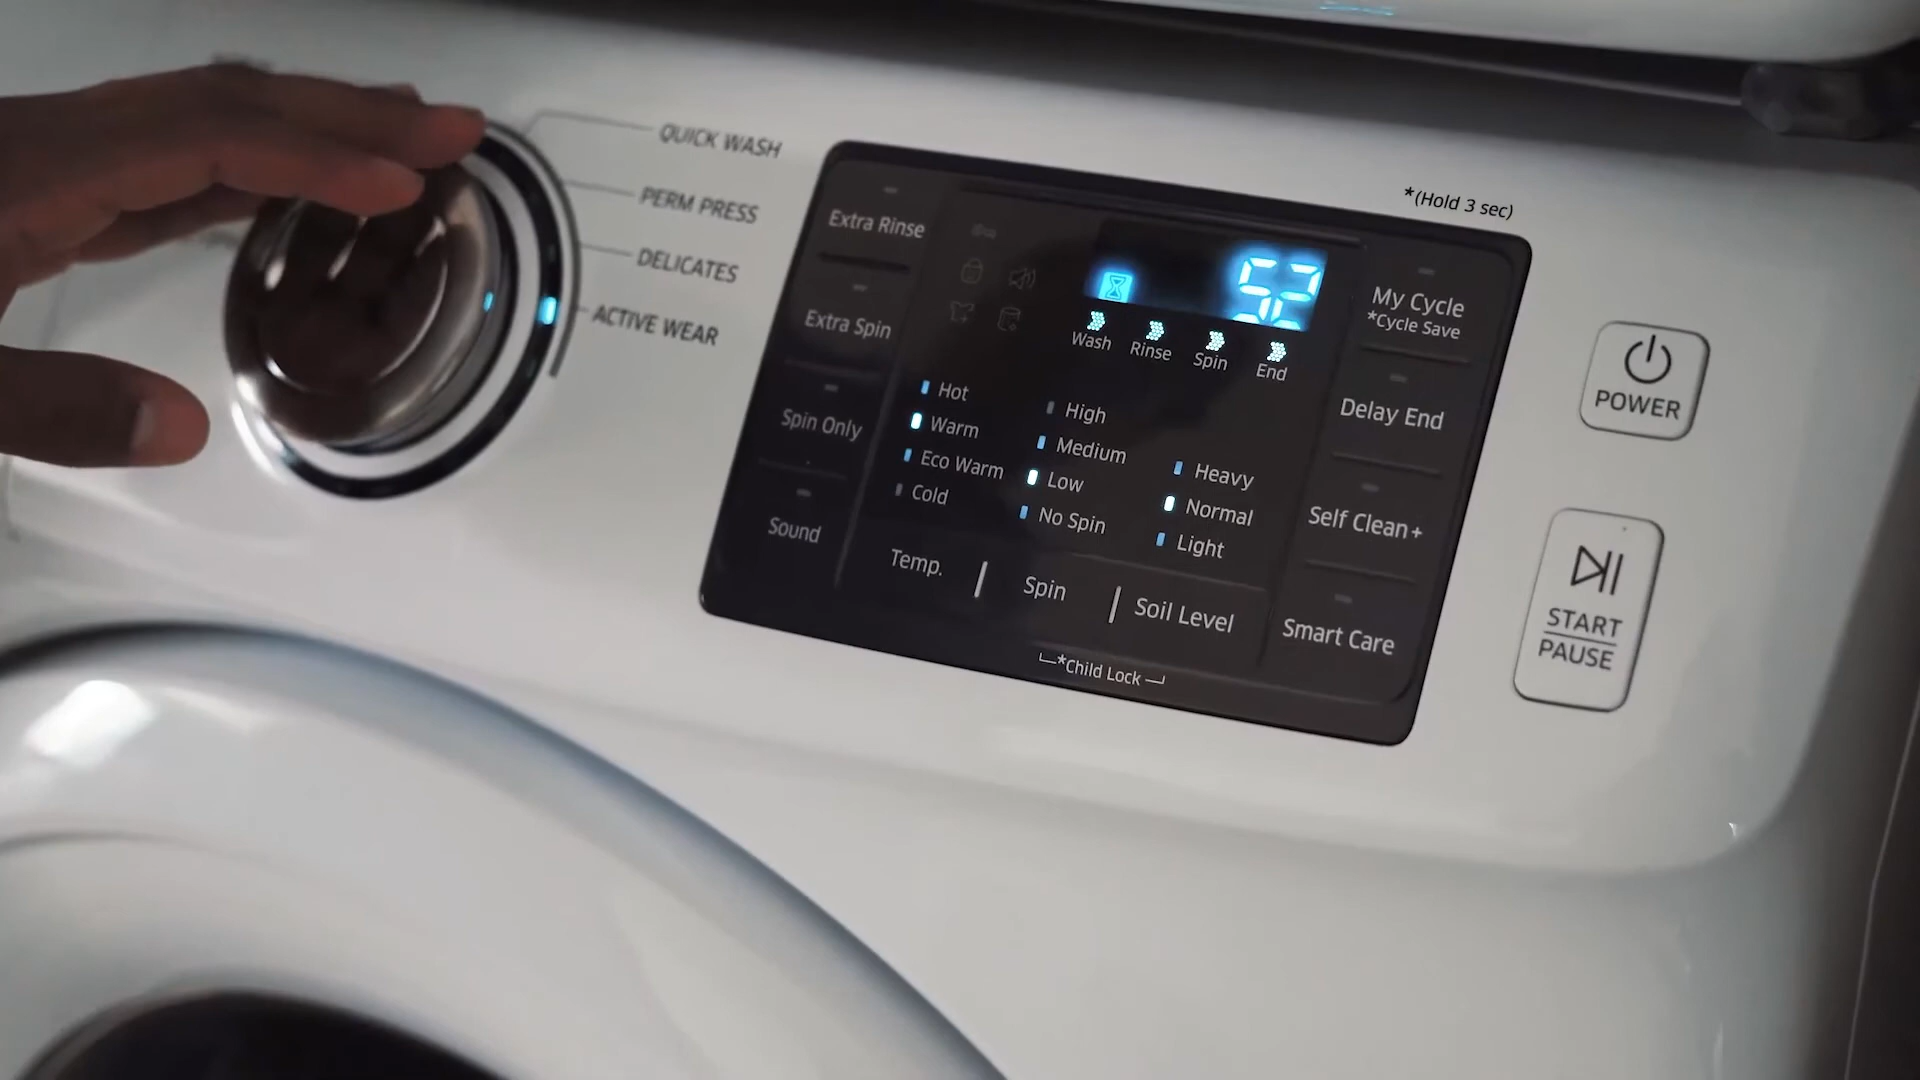 QUICK WASH
PERM PRESS
DELICATES
ACTIVE WEAR
*(Hold 3 sec)
Extra Rinse
Extra Spin
Spin Only
Sound
52
Wash Rinse Spin End
Hot
Warm
Eco Warm
Cold
High
Medium
Low
No Spin
Heavy
Normal
Light
Temp. Spin Soil Level
*Child Lock
My Cycle
*Cycle Save
Delay End
Self Clean+
Smart Care
POWER
START
PAUSE